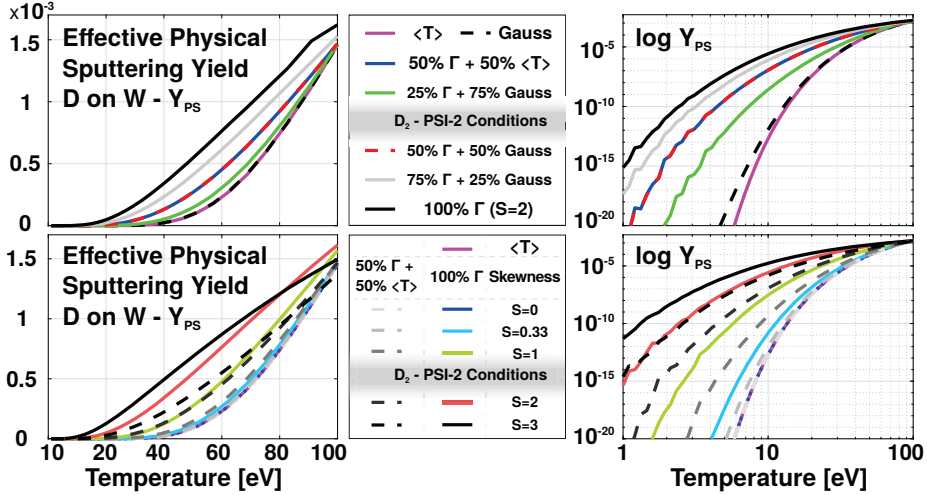 ×10⁻³
1.5
1
0.5
0
Effective Physical
Sputtering Yield
D on W - Y_PS
<T> Gauss
50% Γ + 50% <T>
25% Γ + 75% Gauss
D₂ - PSI-2 Conditions
50% Γ + 50% Gauss
75% Γ + 25% Gauss
100% Γ (S=2)
log Y_PS
10⁻⁵
10⁻¹⁰
10⁻¹⁵
10⁻²⁰
1.5
1
0.5
0
Effective Physical
Sputtering Yield
D on W - Y_PS
10 20 40 60 80 100
Temperature [eV]
<T>
50% Γ +
50% <T>
100% Γ Skewness
S=0
S=0.33
S=1
D₂ - PSI-2 Conditions
S=2
S=3
log Y_PS
10⁻⁵
10⁻¹⁰
10⁻¹⁵
10⁻²⁰
1 10 100
Temperature [eV]